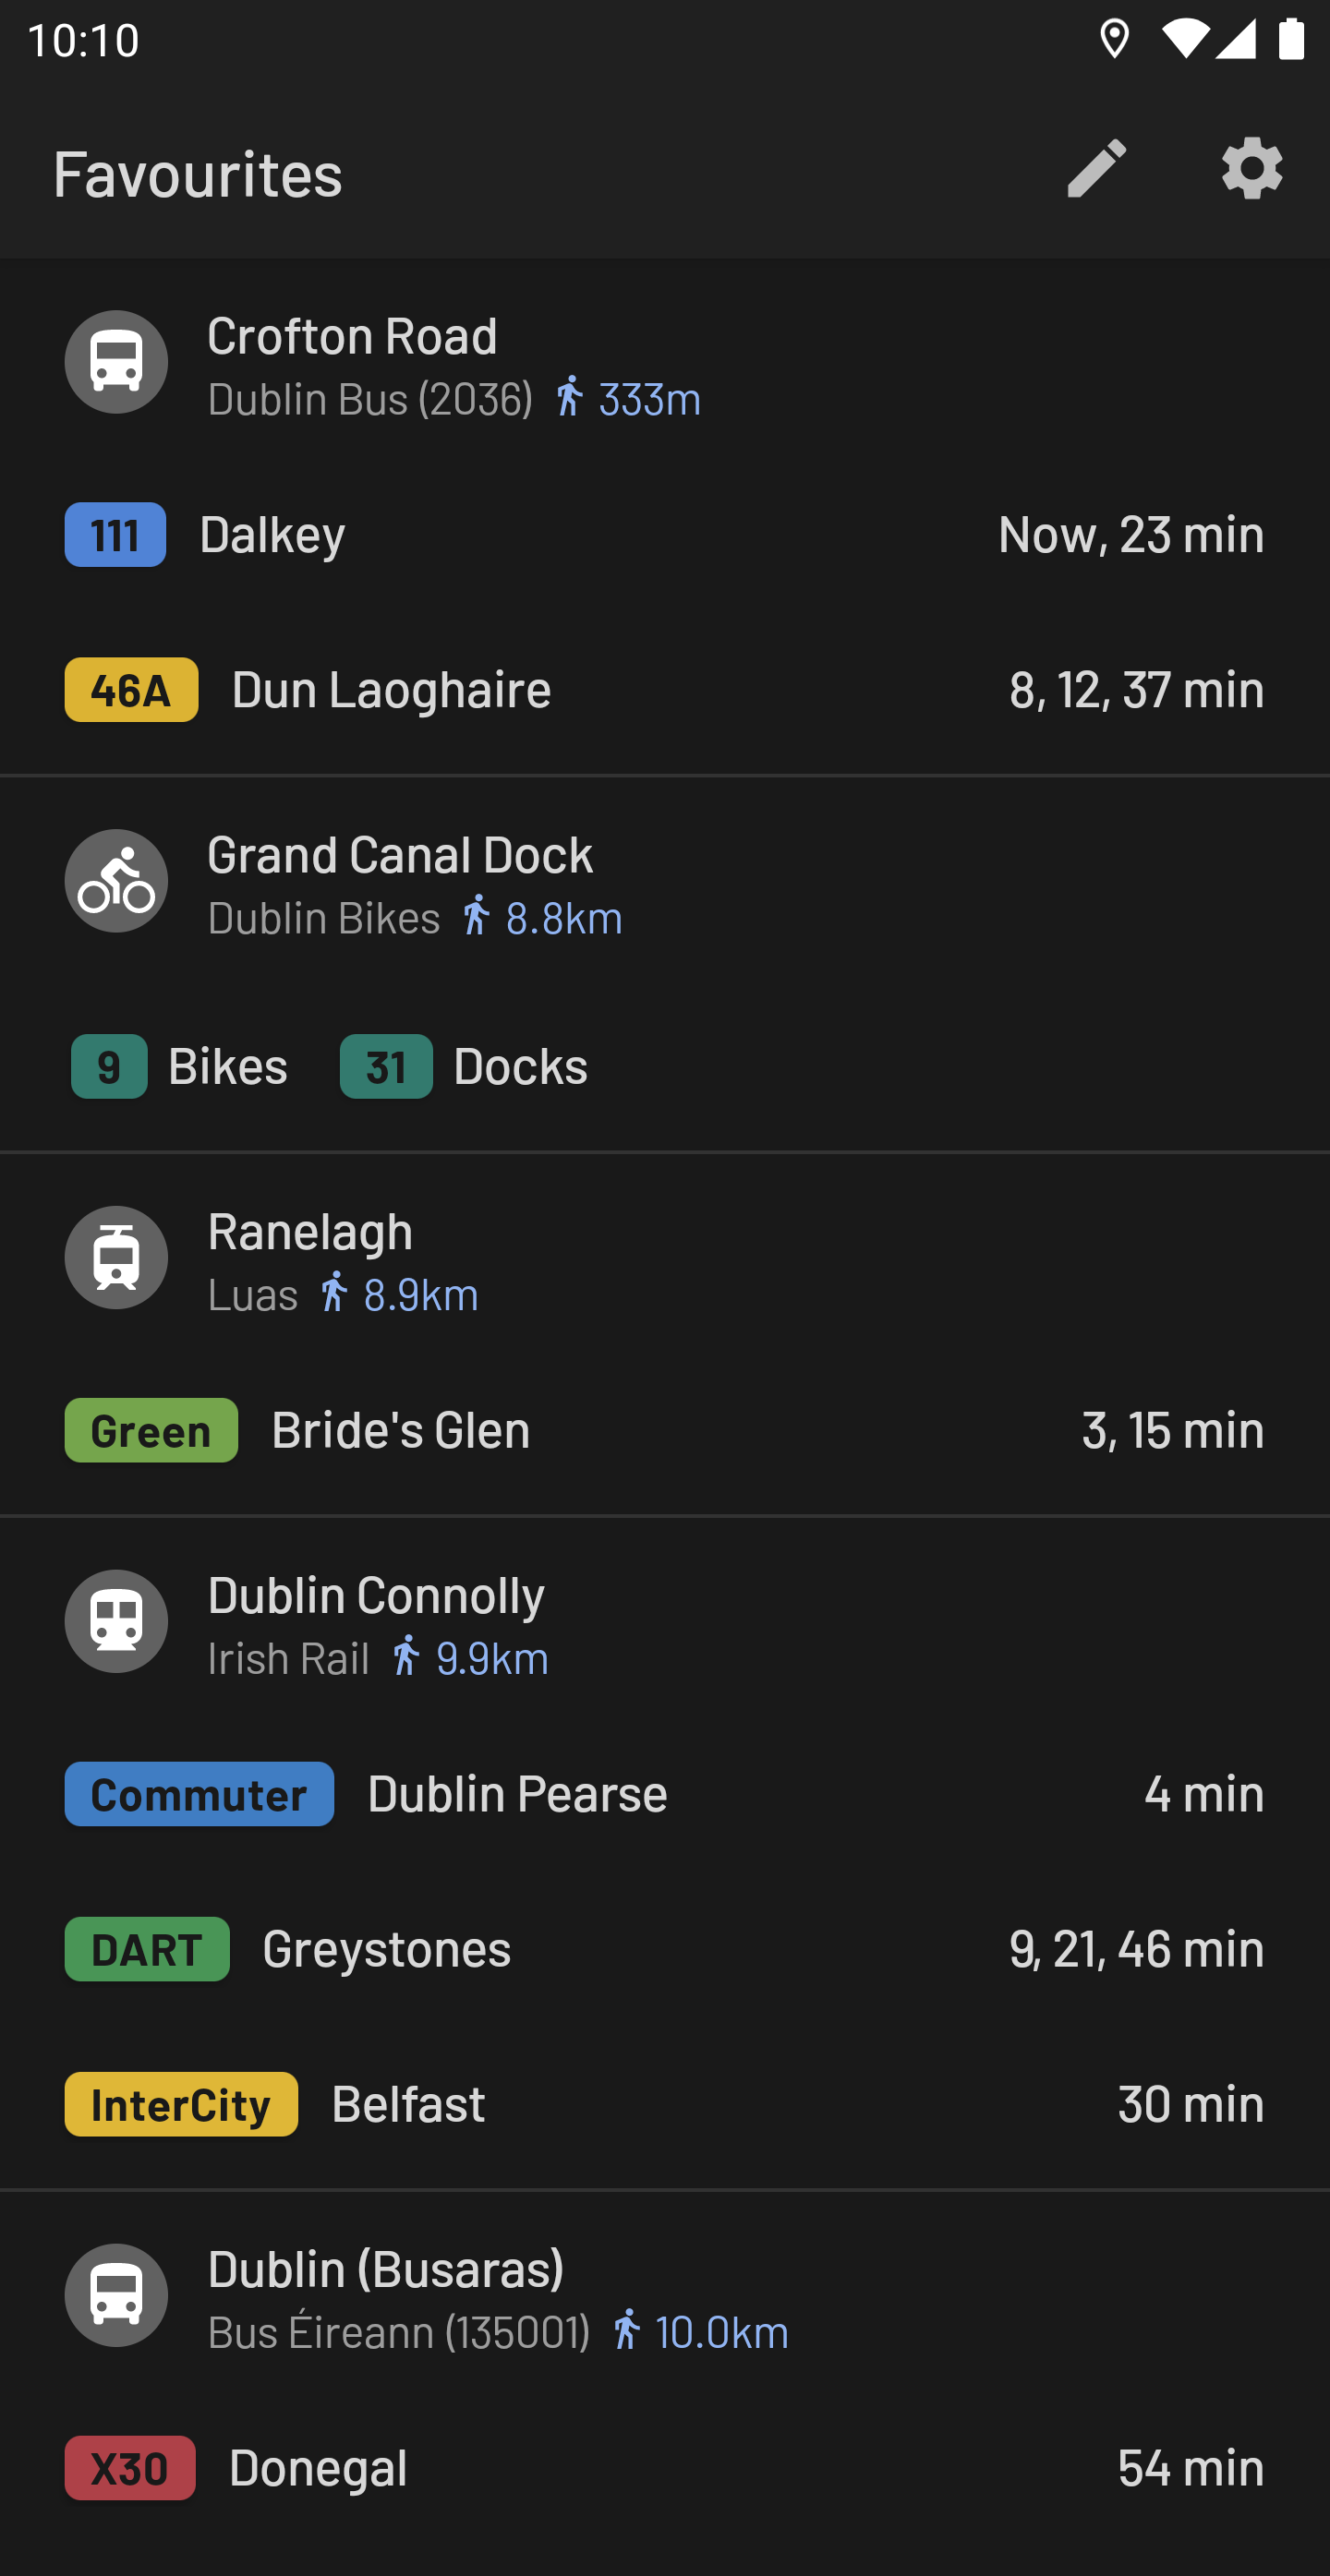 10:10
Favourites
Crofton Road
Dublin Bus (2036) 333m
111 Dalkey Now, 23 min
46A Dun Laoghaire 8, 12, 37 min
Grand Canal Dock
Dublin Bikes 8.8km
9 Bikes 31 Docks
Ranelagh
Luas 8.9km
Green Bride's Glen 3, 15 min
Dublin Connolly
Irish Rail 9.9km
Commuter Dublin Pearse 4 min
DART Greystones 9, 21, 46 min
InterCity Belfast 30 min
Dublin (Busaras)
Bus Éireann (135001) 10.0km
X30 Donegal 54 min